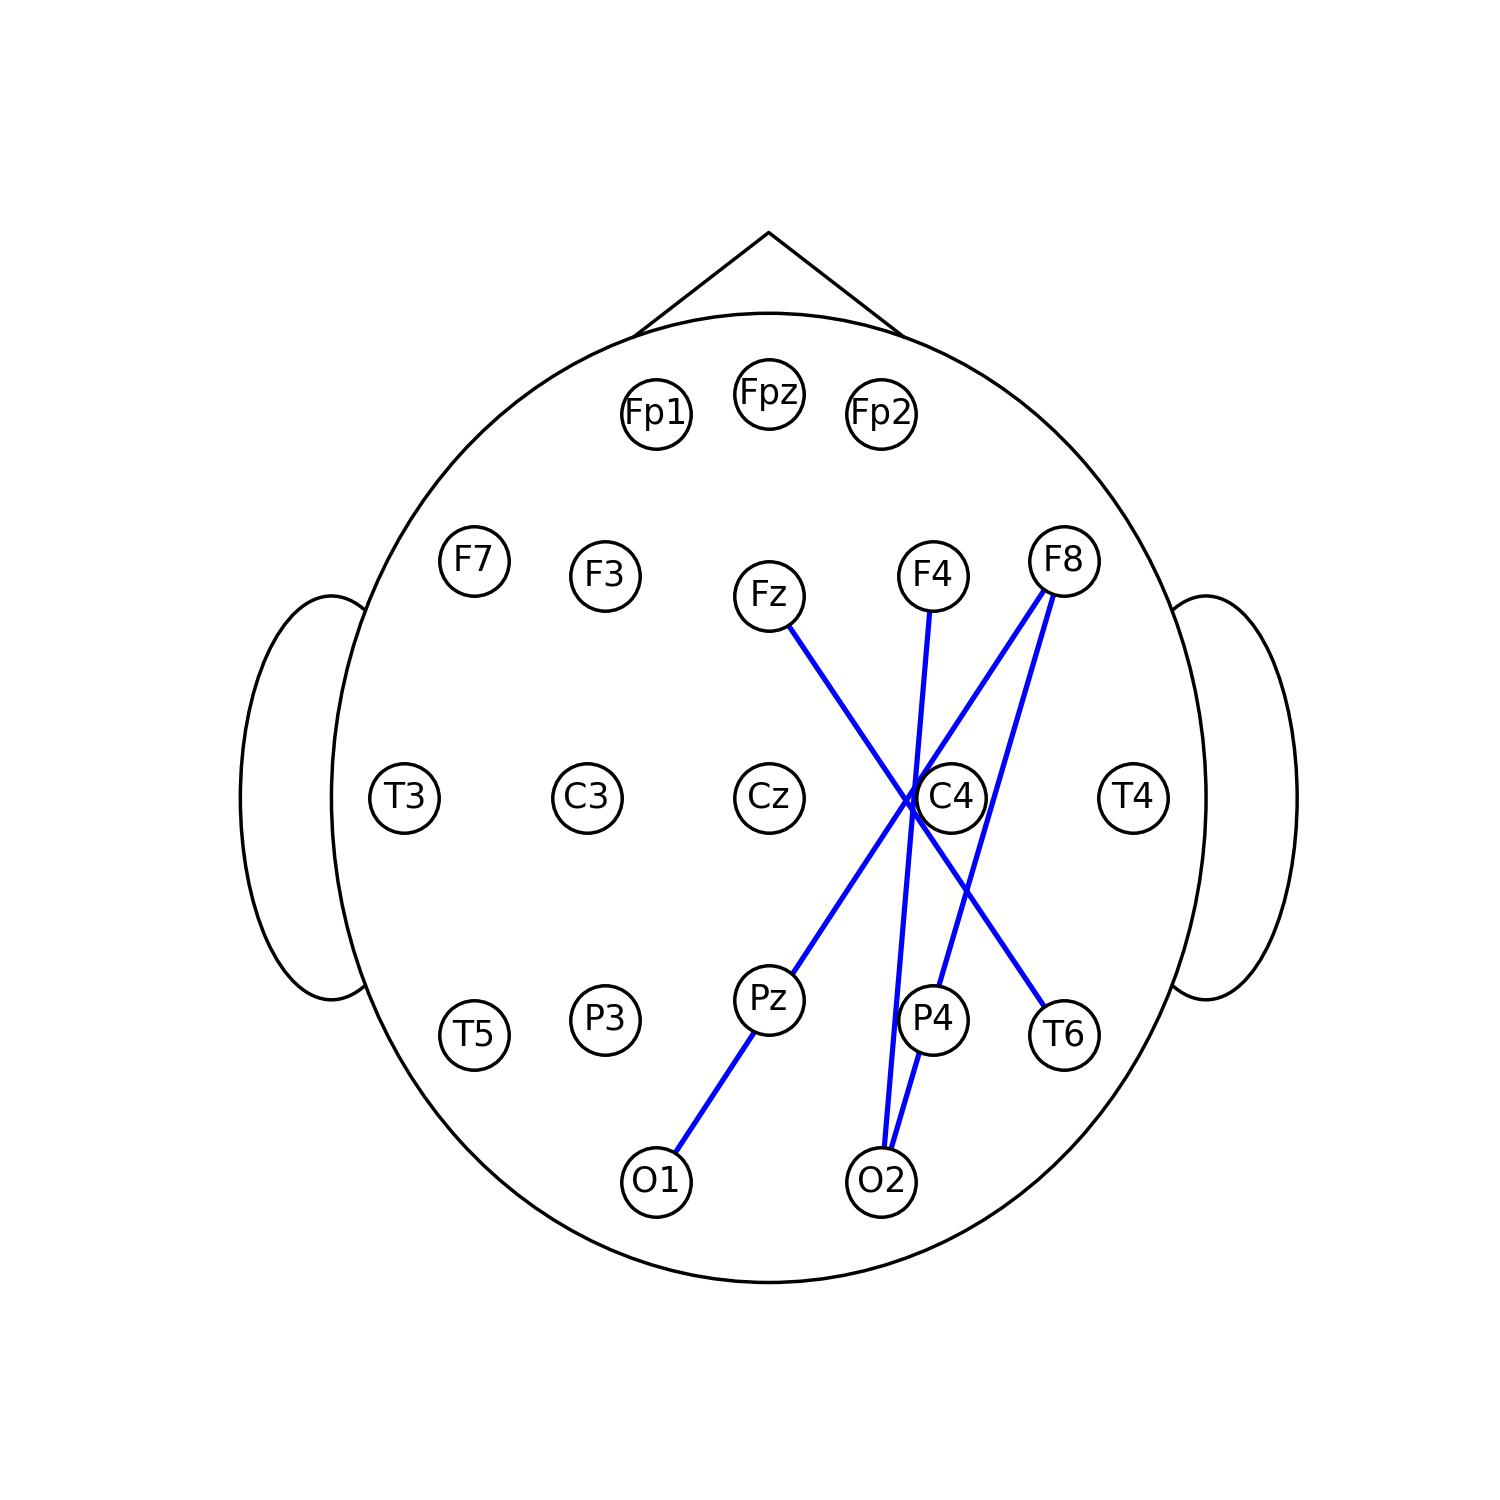 Fp1 Fpz Fp2
F7 F3 Fz F4 F8
T3 C3 Cz C4 T4
T5 P3 Pz P4 T6
O1 O2